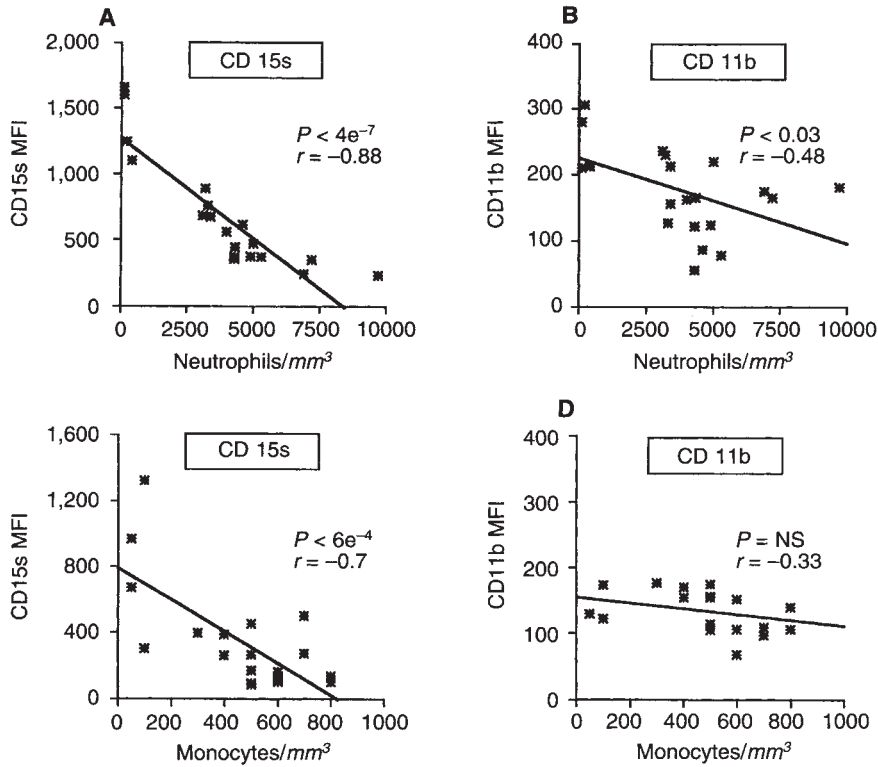 A
CD 15s
CD15s MFI
2,000
1,500
1,000
500
0
P < 4e⁻⁷
r = –0.88
0 2500 5000 7500 10000
Neutrophils/mm³
B
CD 11b
CD11b MFI
400
300
200
100
0
P < 0.03
r = –0.48
0 2500 5000 7500 10000
Neutrophils/mm³
CD 15s
CD15s MFI
1,600
1,200
800
400
0
P < 6e⁻⁴
r = –0.7
0 200 400 600 800 1000
Monocytes/mm³
D
CD 11b
CD11b MFI
400
300
200
100
0
P = NS
r = –0.33
0 200 400 600 800 1000
Monocytes/mm³